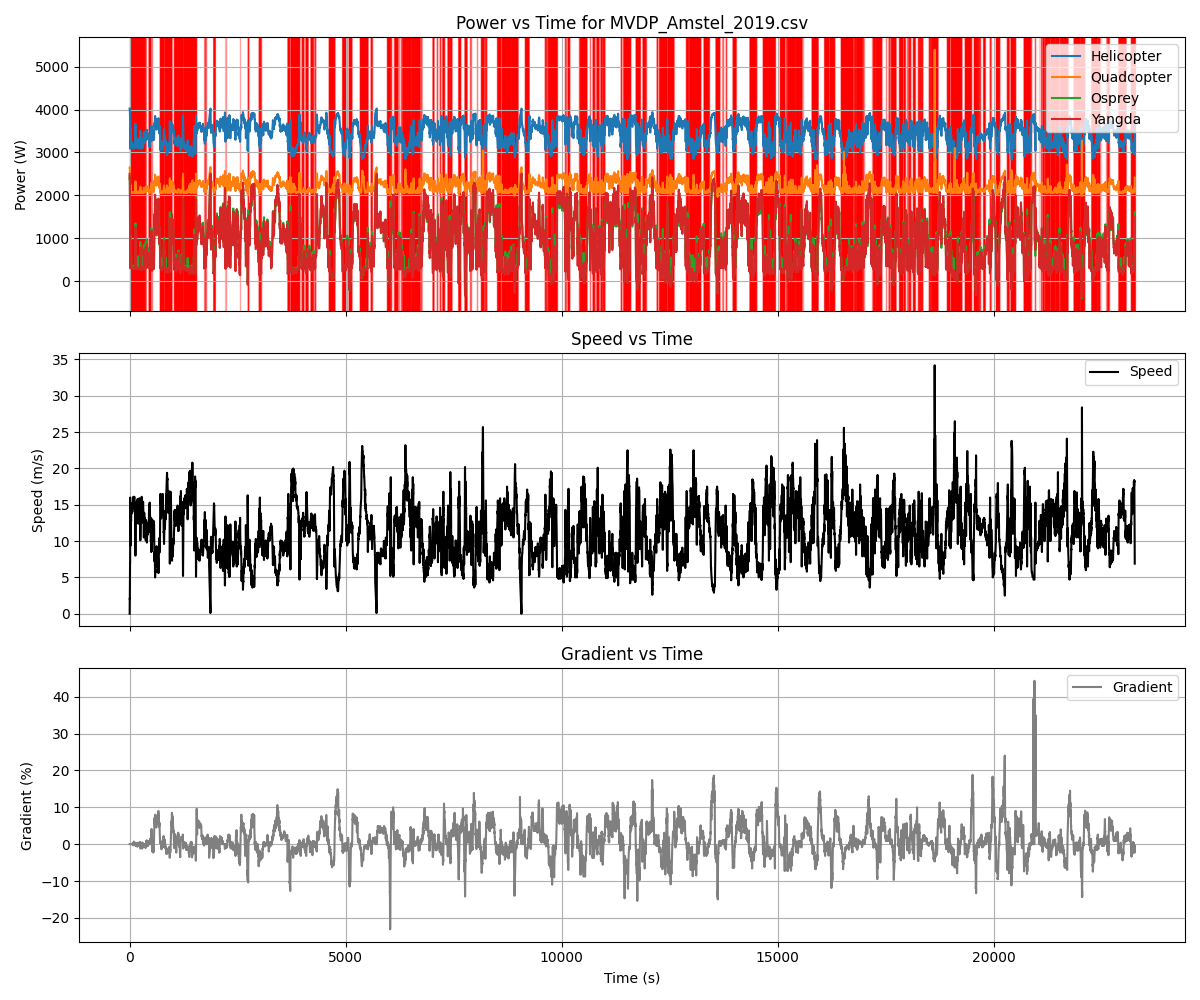 Power vs Time for MVDP_Amstel_2019.csv
Power (W)
5000
4000
3000
2000
1000
0
Helicopter
Quadcopter
Osprey
Yangda
Speed vs Time
Speed (m/s)
35
30
25
20
15
10
5
0
Speed
Gradient vs Time
Gradient (%)
40
30
20
10
0
−10
−20
Gradient
0 5000 10000 15000 20000
Time (s)